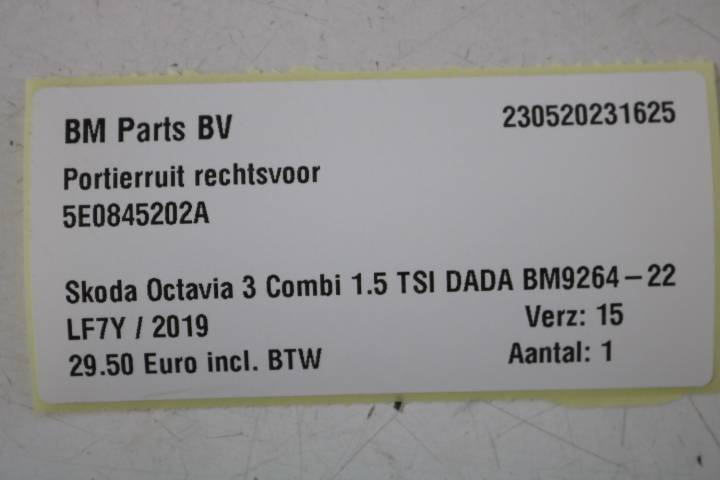 BM Parts BV 230520231625
Portierruit rechtsvoor
5E0845202A
Skoda Octavia 3 Combi 1.5 TSI DADA BM9264-22
LF7Y / 2019 Verz: 15
29.50 Euro incl. BTW Aantal: 1